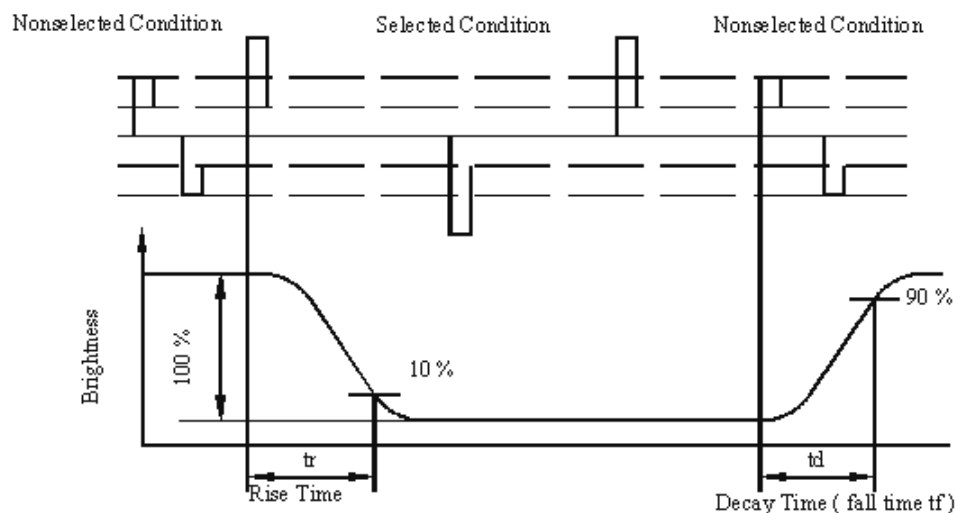 Nonselected Condition
Selected Condition
Nonselected Condition
Brightness
100 %
10 %
90 %
tr
td
Rise Time
Decay Time ( fall time tf )